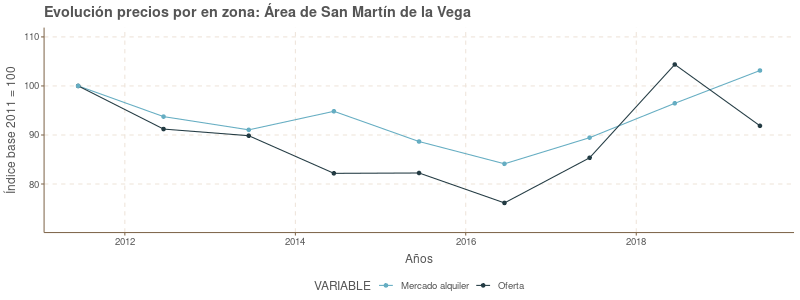 Evolución precios por en zona: Área de San Martín de la Vega
Índice base 2011 = 100
110
100
90
80
2012 2014 2016 2018
Años
VARIABLE Mercado alquiler Oferta